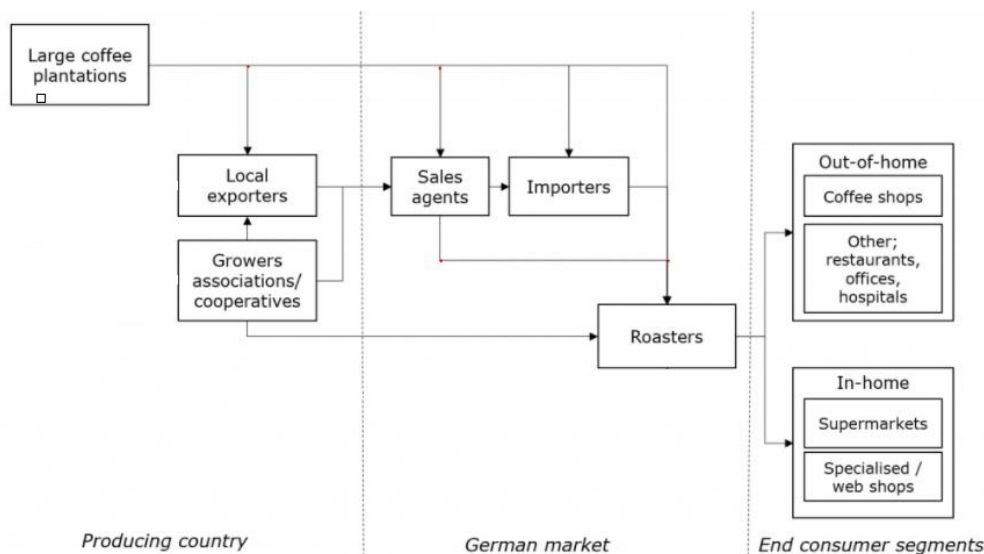 Large coffee
plantations
Local
exporters
Growers
associations/
cooperatives
Sales
agents
Importers
Roasters
Out-of-home
Coffee shops
Other;
restaurants,
offices,
hospitals
In-home
Supermarkets
Specialised /
web shops
Producing country
German market
End consumer segments